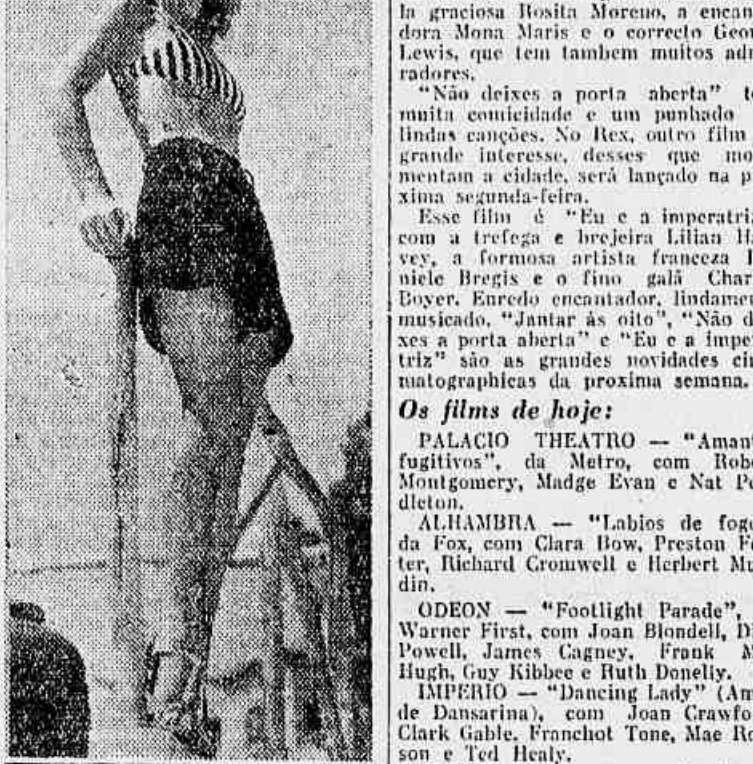 la graciosa Rosita Moreno, a encan
dora Mona Maris e o correcto Geor
Lewis, que tem tambem muitos adm
radores.
"Não deixes a porta aberta" te
muita comicidade e um punhado
lindas canções. No Rex, outro film
grande interesse, desses que mo
mentam a cidade, será lançado na p
xima segunda-feira.
Esse film é "Eu e a imperatri
com a trefega e brejeira Lilian Ha
vey, a formosa artista franceza
niele Bregis e o fino galã Char
Boyer. Enredo encantador, lindamen
musicado, "Jantar ás oito", "Não d
xes a porta aberta" e "Eu e a impe
triz" são as grandes novidades cin
matographicas da proxima semana.
Os films de hoje:
PALACIO THEATRO — "Aman
fugitivos", da Metro, com Robe
Montgomery, Madge Evan e Nat Pe
dleton.
ALHAMBRA — "Labios de fogo
da Fox, com Clara Bow, Preston Fo
ter, Richard Cromwell e Herbert Mu
din.
ODEON — "Footlight Parade",
Warner First, com Joan Blondell, Di
Powell, James Cagney, Frank M
Hugh, Guy Kibbee e Ruth Donelly.
IMPERIO — "Dancing Lady" (Am
de Dansarina), com Joan Crawfo
Clark Gable, Franchot Tone, Mae Ro
son e Ted Healy.